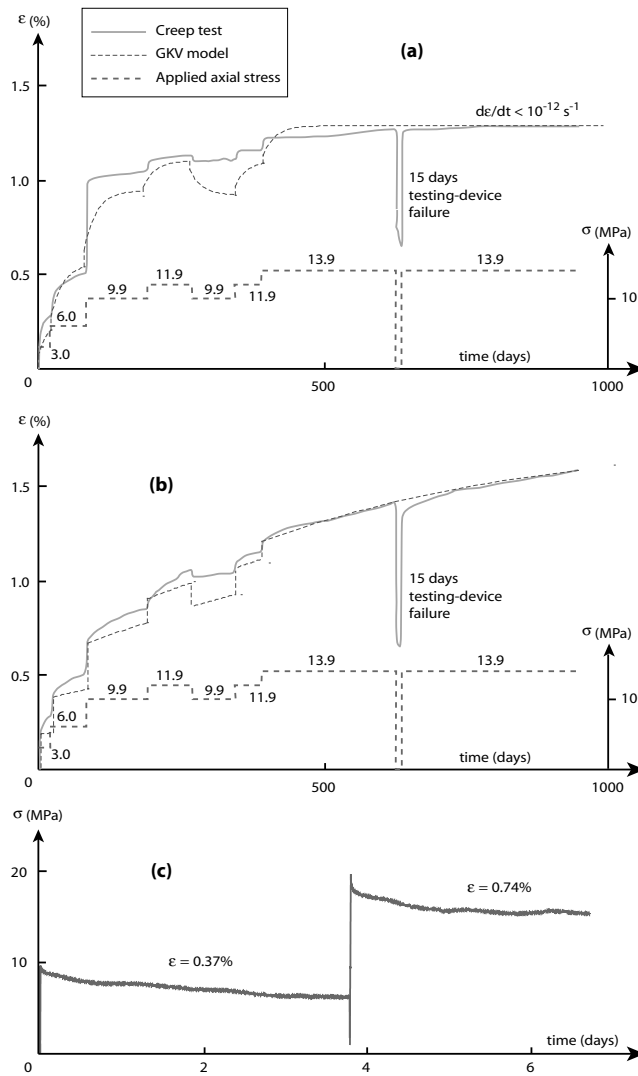 ε (%)
Creep test
GKV model
Applied axial stress
(a)
1.5
dε/dt < 10⁻¹² s⁻¹
1.0
15 days
testing-device
failure
σ (MPa)
0.5
13.9
13.9
11.9
9.9
9.9
11.9
10
6.0
3.0
time (days)
0
500
1000
ε (%)
(b)
1.5
1.0
15 days
testing-device
failure
σ (MPa)
0.5
13.9
13.9
11.9
9.9
9.9
11.9
10
6.0
3.0
time (days)
0
500
1000
σ (MPa)
(c)
20
ε = 0.74%
ε = 0.37%
10
time (days)
0
0
2
4
6